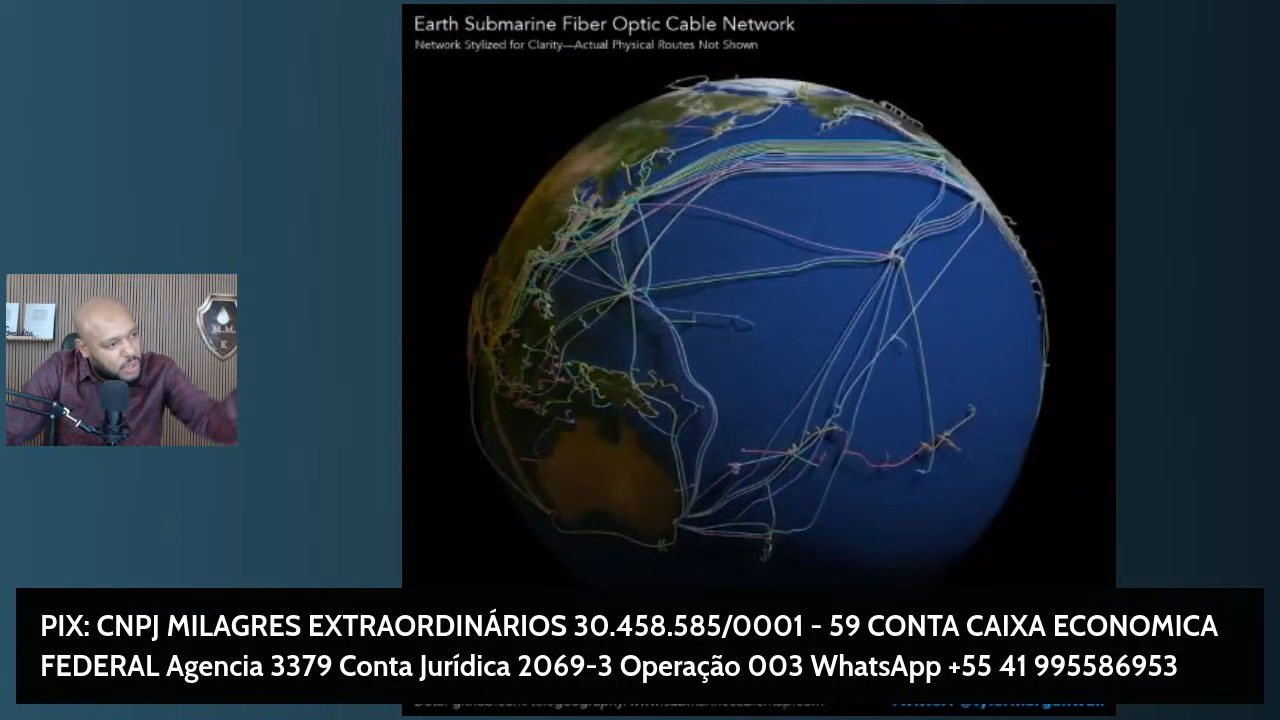 Earth Submarine Fiber Optic Cable Network
Network Stylized for Clarity—Actual Physical Routes Not Shown
M.M.
E
PIX: CNPJ MILAGRES EXTRAORDINÁRIOS 30.458.585/0001 - 59 CONTA CAIXA ECONOMICA
FEDERAL Agencia 3379 Conta Jurídica 2069-3 Operação 003 WhatsApp +55 41 995586953